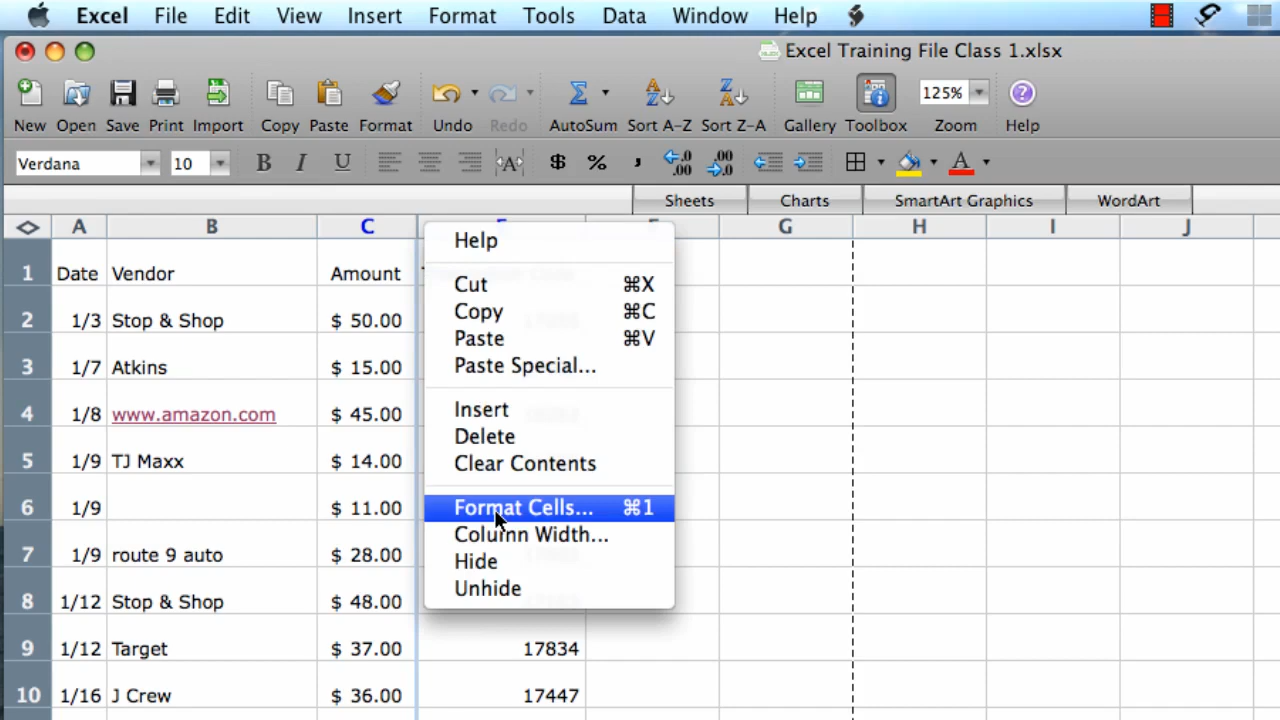 Excel File Edit View Insert Format Tools Data Window Help
Excel Training File Class 1.xlsx
125%
New Open Save Print Import Copy Paste Format Undo Redo AutoSum Sort A-Z Sort Z-A Gallery Toolbox Zoom Help
Verdana 10 B I U A $ % , .0 .00 .00 .0 A
Sheets Charts SmartArt Graphics WordArt
A B C G H I J
Help
1 Date Vendor Amount
Cut ⌘X
Copy ⌘C
2 1/3 Stop & Shop $ 50.00
Paste ⌘V
Paste Special...
3 1/7 Atkins $ 15.00
Insert
4 1/8 www.amazon.com $ 45.00
Delete
Clear Contents
5 1/9 TJ Maxx $ 14.00
Format Cells... ⌘1
6 1/9 $ 11.00
Column Width...
7 1/9 route 9 auto $ 28.00
Hide
Unhide
8 1/12 Stop & Shop $ 48.00
9 1/12 Target $ 37.00 17834
10 1/16 J Crew $ 36.00 17447